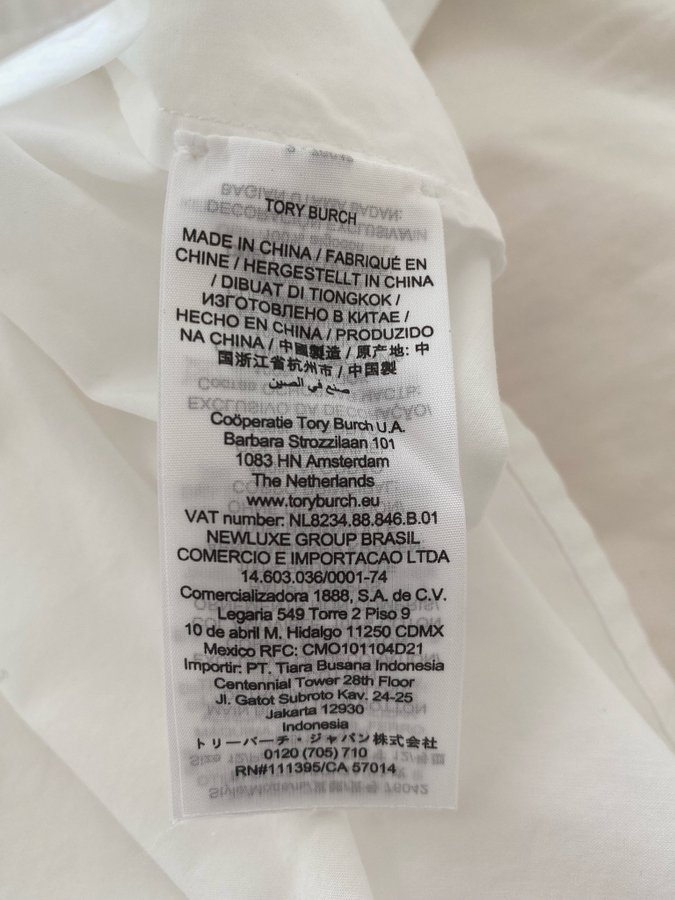 TORY BURCH
MADE IN CHINA / FABRIQUÉ EN
CHINE / HERGESTELLT IN CHINA
/ DIBUAT DI TIONGKOK /
ИЗГОТОВЛЕНО В КИТАЕ /
HECHO EN CHINA / PRODUZIDO
NA CHINA / 中國製造 / 原产地: 中
国浙江省杭州市 / 中国製
صنع في الصين
Coöperatie Tory Burch U.A.
Barbara Strozzilaan 101
1083 HN Amsterdam
The Netherlands
www.toryburch.eu
VAT number: NL8234.88.846.B.01
NEWLUXE GROUP BRASIL
COMERCIO E IMPORTACAO LTDA
14.603.036/0001-74
Comercializadora 1888, S.A. de C.V.
Legaria 549 Torre 2 Piso 9
10 de abril M. Hidalgo 11250 CDMX
Mexico RFC: CMO101104D21
Importir: PT. Tiara Busana Indonesia
Centennial Tower 28th Floor
Jl. Gatot Subroto Kav. 24-25
Jakarta 12930
Indonesia
トリーバーチ・ジャパン株式会社
0120 (705) 710
RN#111395/CA 57014